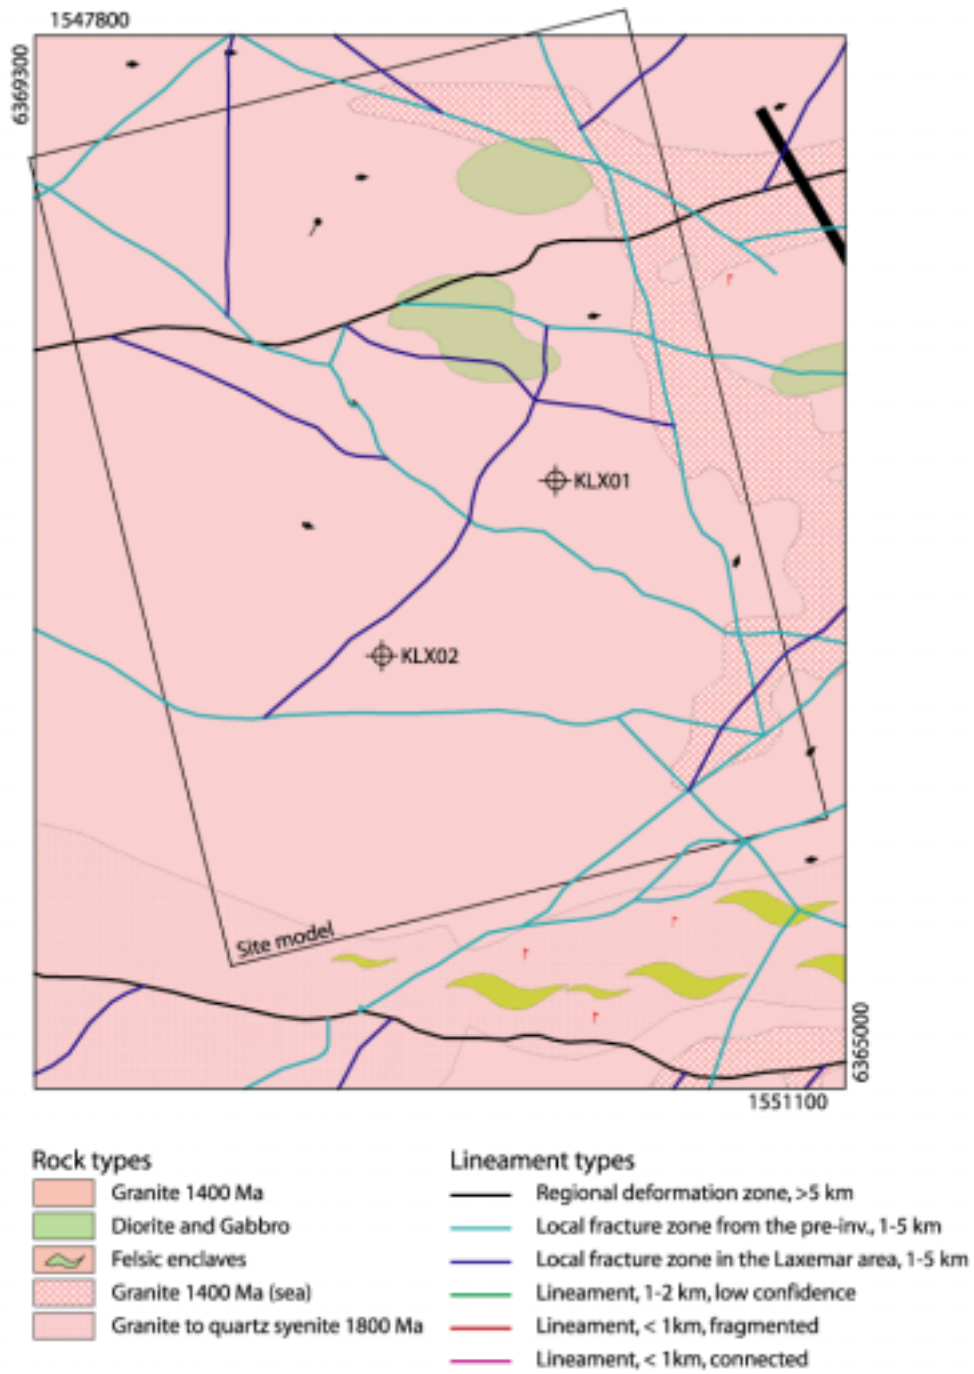 1547800
6369300
KLX01
KLX02
Site model
6365000
1551100
Rock types
Granite 1400 Ma
Diorite and Gabbro
Felsic enclaves
Granite 1400 Ma (sea)
Granite to quartz syenite 1800 Ma
Lineament types
Regional deformation zone, >5 km
Local fracture zone from the pre-inv., 1-5 km
Local fracture zone in the Laxemar area, 1-5 km
Lineament, 1-2 km, low confidence
Lineament, < 1km, fragmented
Lineament, < 1km, connected